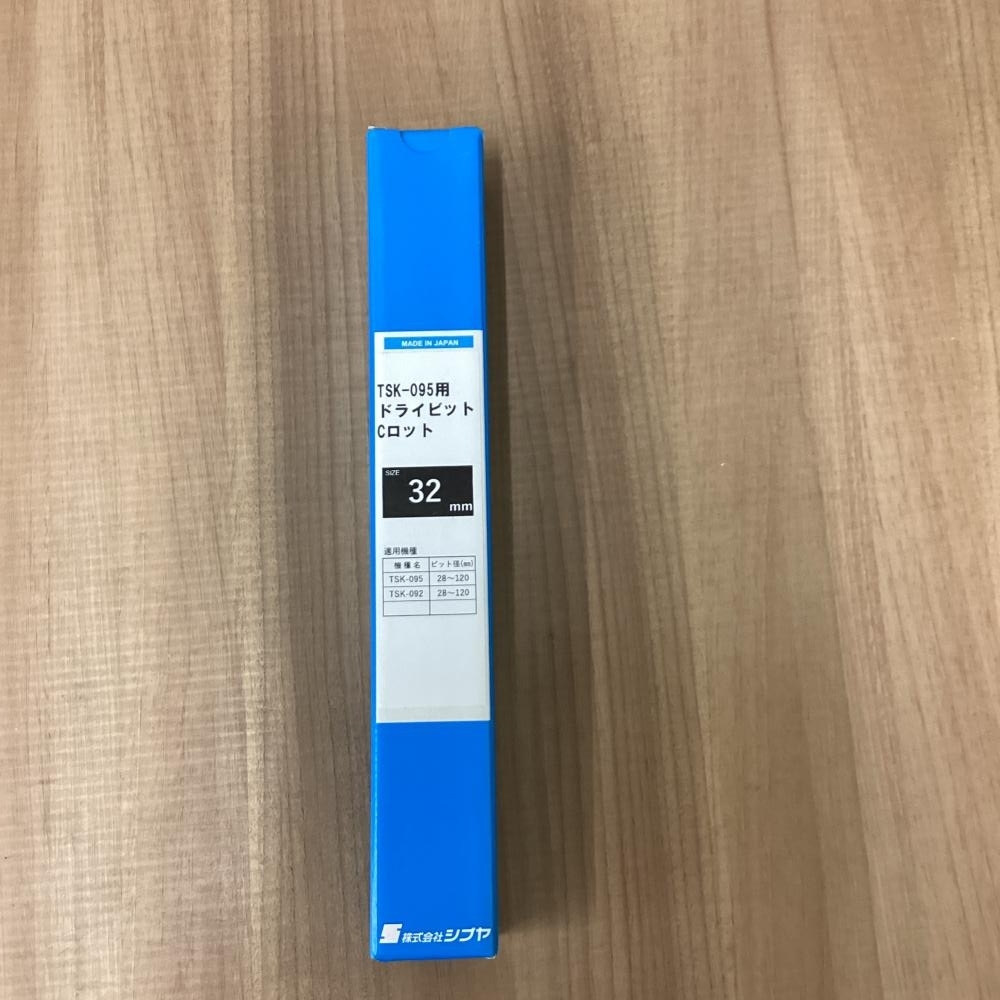 MADE IN JAPAN
TSK-095用
ドライビット
Cロット
SIZE
32 mm
適用機種
機種名 ビット径(㎜)
TSK-095 28～120
TSK-092 28～120
株式会社シブヤ